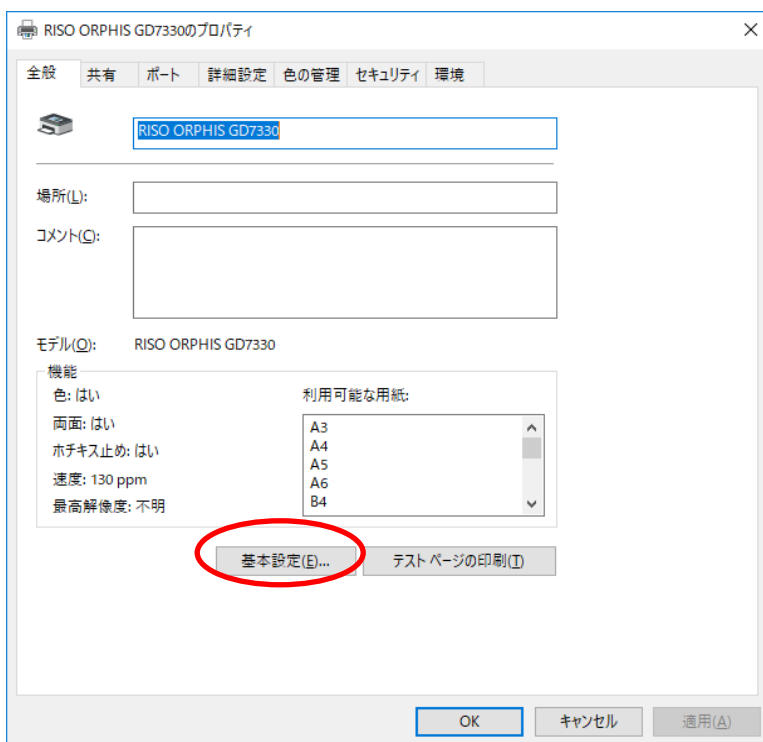 RISO ORPHIS GD7330のプロパティ
全般 共有 ポート 詳細設定 色の管理 セキュリティ 環境
RISO ORPHIS GD7330
場所(L):
コメント(C):
モデル(O): RISO ORPHIS GD7330
機能
色: はい
両面: はい
ホチキス止め: はい
速度: 130 ppm
最高解像度: 不明
利用可能な用紙:
A3
A4
A5
A6
B4
基本設定(E)... テスト ページの印刷(T)
OK キャンセル 適用(A)